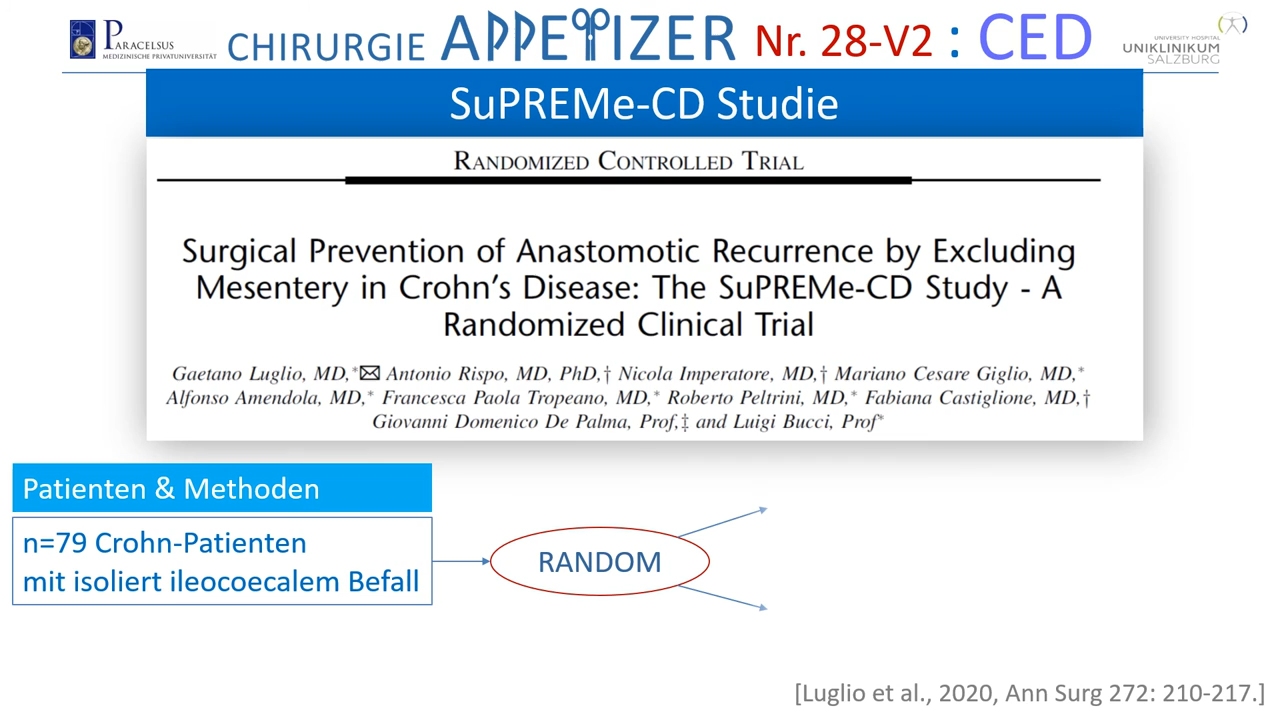 PARACELSUS
MEDIZINISCHE PRIVATUNIVERSITÄT
CHIRURGIE APPETIZER Nr. 28-V2 : CED
UNIVERSITY HOSPITAL
UNIKLINIKUM
SALZBURG
SuPREMe-CD Studie
RANDOMIZED CONTROLLED TRIAL
Surgical Prevention of Anastomotic Recurrence by Excluding
Mesentery in Crohn's Disease: The SuPREMe-CD Study - A
Randomized Clinical Trial
Gaetano Luglio, MD,*✉ Antonio Rispo, MD, PhD,† Nicola Imperatore, MD,† Mariano Cesare Giglio, MD,*
Alfonso Amendola, MD,* Francesca Paola Tropeano, MD,* Roberto Peltrini, MD,* Fabiana Castiglione, MD,†
Giovanni Domenico De Palma, Prof,‡ and Luigi Bucci, Prof*
Patienten & Methoden
n=79 Crohn-Patienten
mit isoliert ileocoecalem Befall
RANDOM
[Luglio et al., 2020, Ann Surg 272: 210-217.]